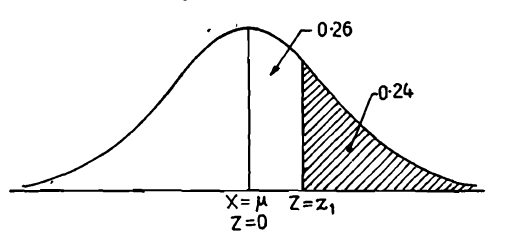 0·26
0·24
X = μ
Z = z₁
Z = 0